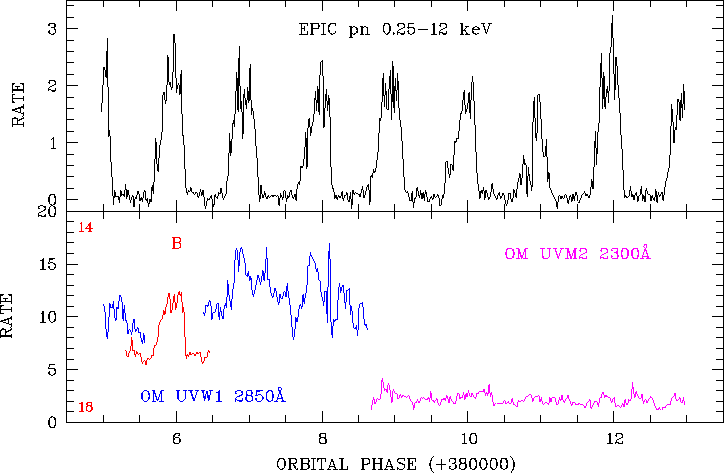 EPIC pn 0.25−12 keV
RATE
3
2
1
0
20
15
10
5
0
14
B
OM UVM2 2300Å
RATE
OM UVW1 2850Å
18
6
8
10
12
ORBITAL PHASE (+380000)